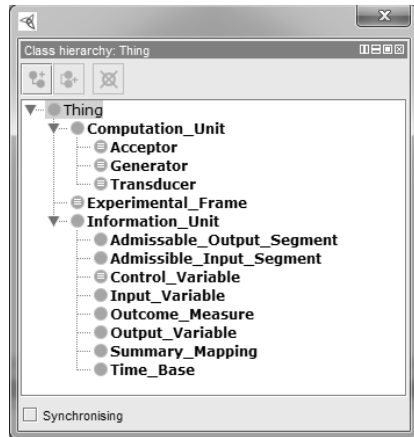 Class hierarchy: Thing
Thing
Computation_Unit
Acceptor
Generator
Transducer
Experimental_Frame
Information_Unit
Admissable_Output_Segment
Admissible_Input_Segment
Control_Variable
Input_Variable
Outcome_Measure
Output_Variable
Summary_Mapping
Time_Base
Synchronising